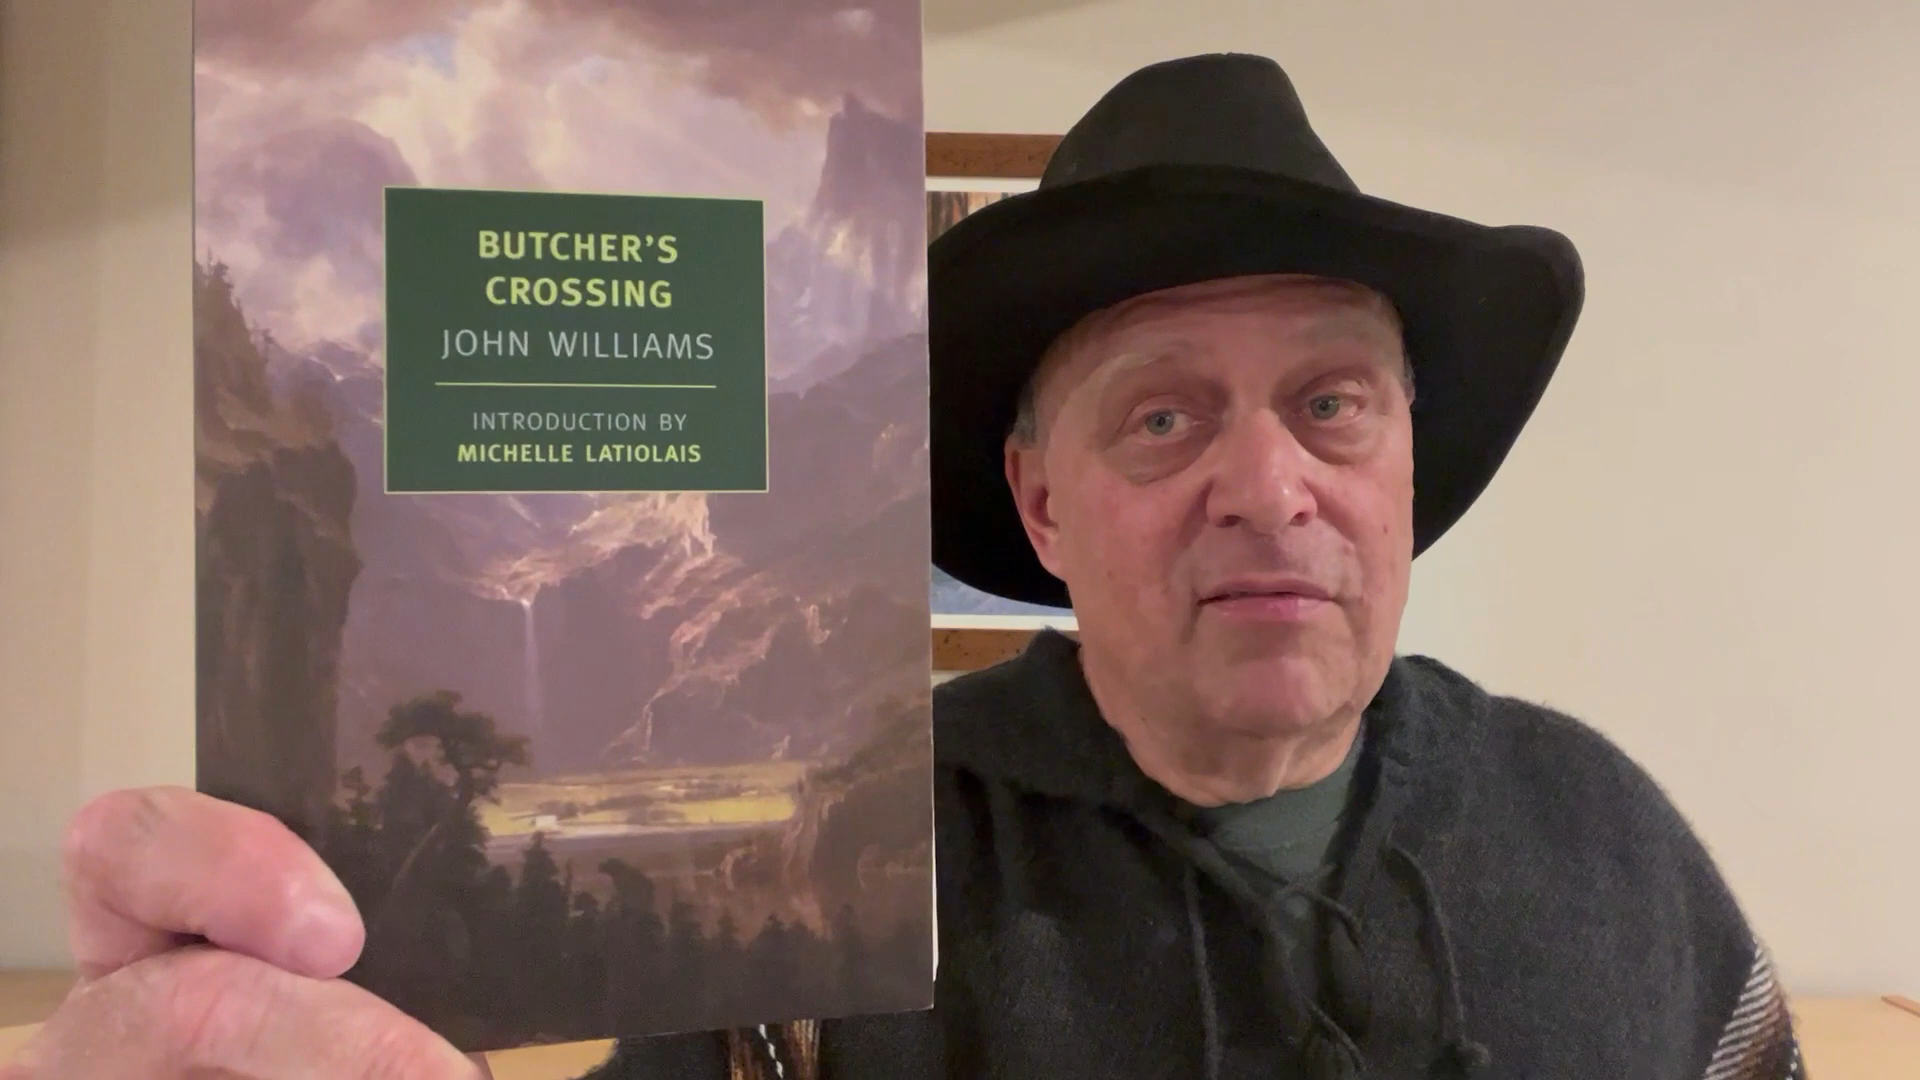 BUTCHER'S
CROSSING
JOHN WILLIAMS
INTRODUCTION BY
MICHELLE LATIOLAIS